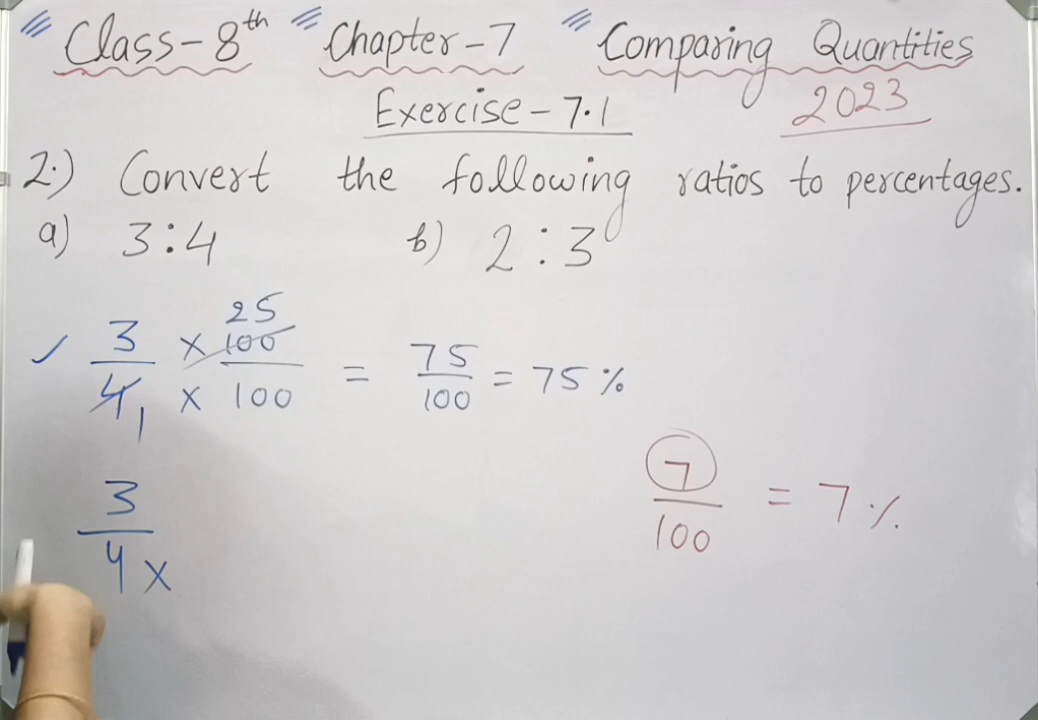 "Class-8th "Chapter-7 "Comparing Quantities
Exercise-7.1 2023
2.) Convert the following ratios to percentages.
a) 3:4 b) 2:3
✓ 3/4 1 × 25 100 / × 100 = 75/100 = 75%
7/100 = 7%
3/4 ×